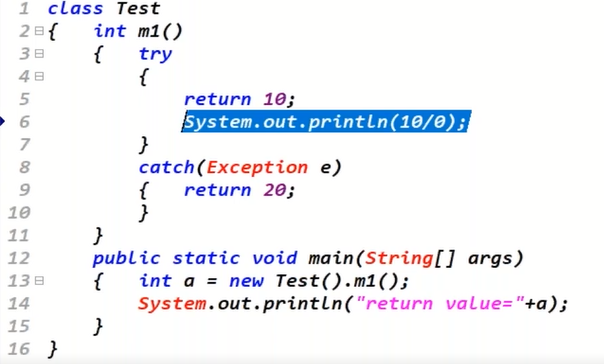 1 class Test
2 { int m1()
3 { try
4 {
5 return 10;
6 System.out.println(10/0);
7 }
8 catch(Exception e)
9 { return 20;
10 }
11 }
12 public static void main(String[] args)
13 { int a = new Test().m1();
14 System.out.println("return value="+a);
15 }
16 }